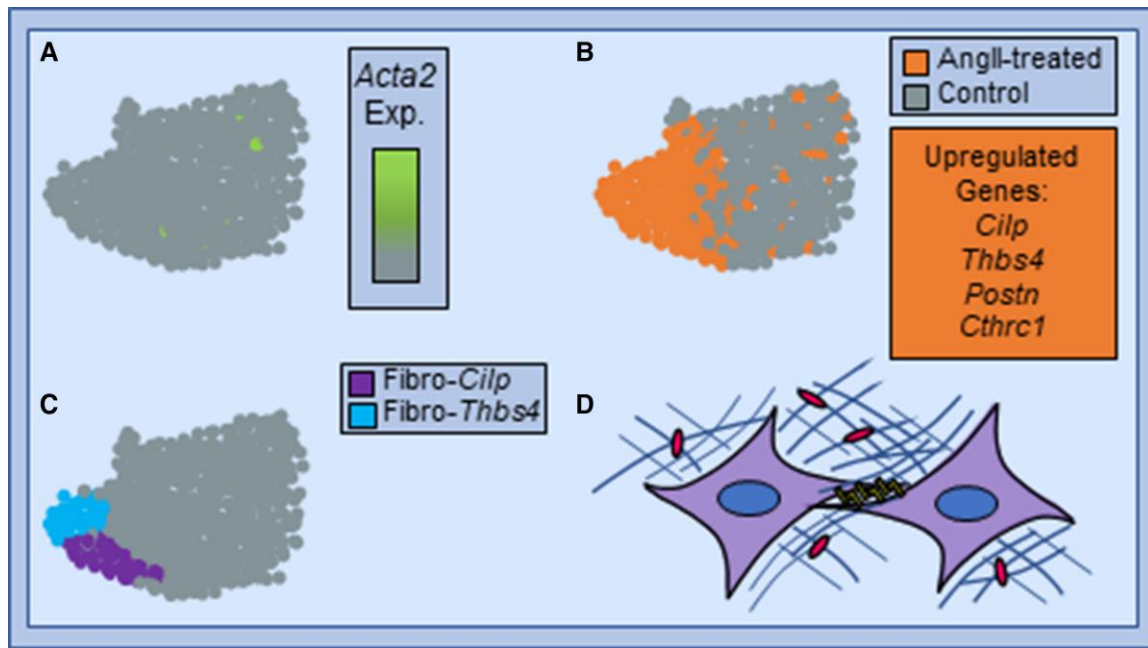 A
Acta2
Exp.
B
AngII-treated
Control
Upregulated
Genes:
Cilp
Thbs4
Postn
Cthrc1
C
Fibro-Cilp
Fibro-Thbs4
D